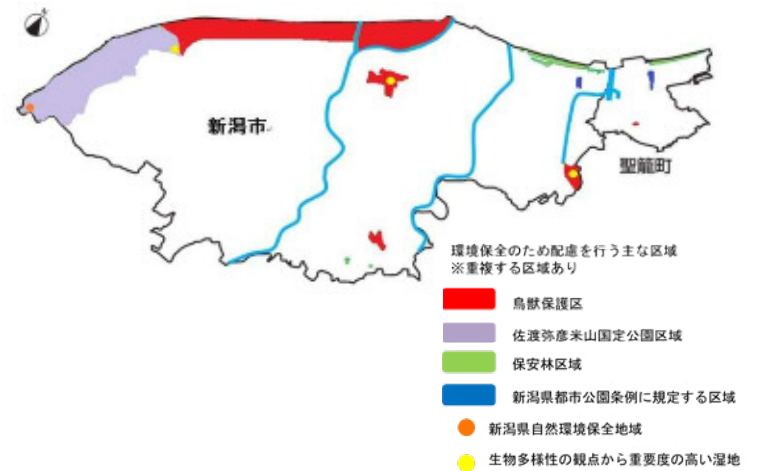 新潟市
聖籠町
環境保全のため配慮を行う主な区域
※重複する区域あり
鳥獣保護区
佐渡弥彦米山国定公園区域
保安林区域
新潟県都市公園条例に規定する区域
新潟県自然環境保全地域
生物多様性の観点から重要度の高い湿地